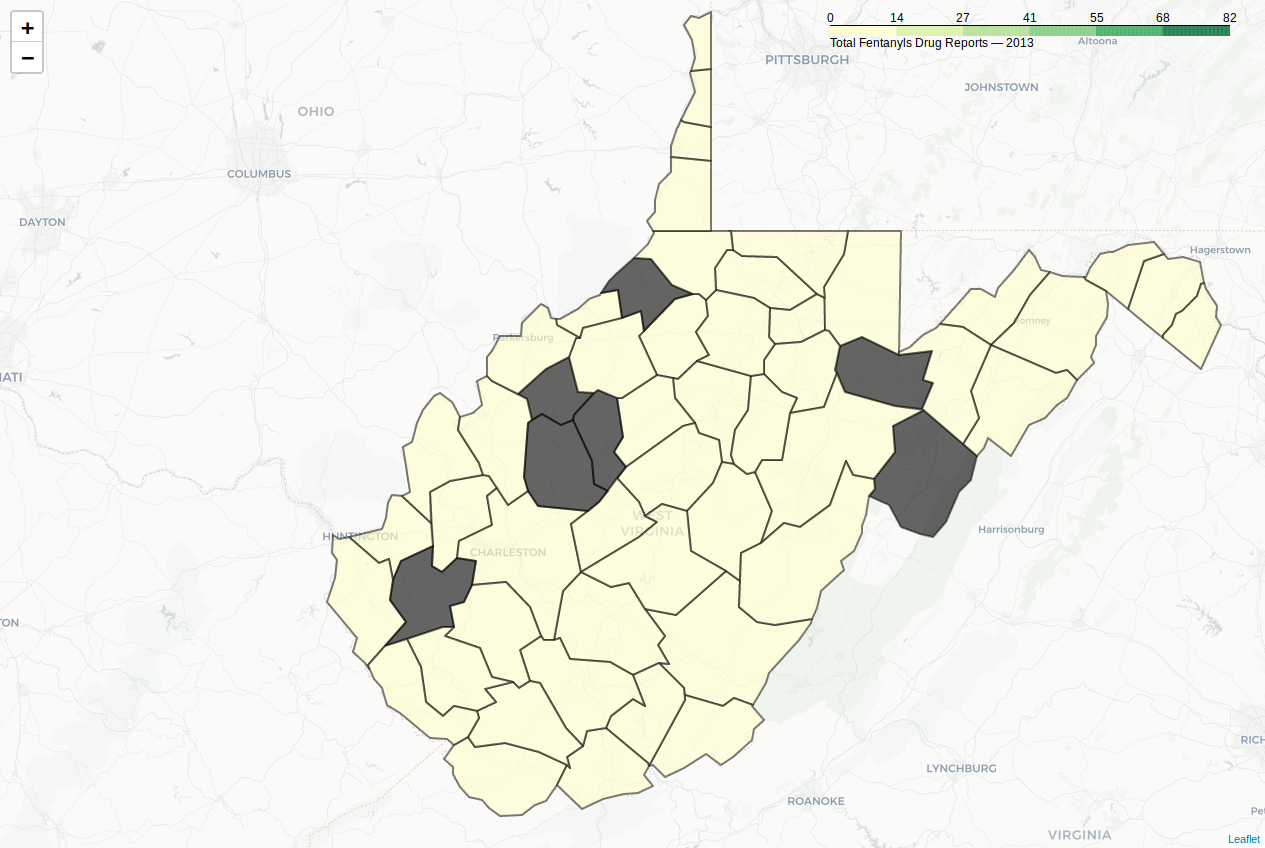 +
−
0 14 27 41 55 68 82
Total Fentanyls Drug Reports — 2013
Altoona
PITTSBURGH
JOHNSTOWN
OHIO
COLUMBUS
DAYTON
Hagerstown
Romney
Parkersburg
IATI
WEST
VIRGINIA
HUNTINGTON
CHARLESTON
Harrisonburg
TON
RICH
LYNCHBURG
ROANOKE
Pet
VIRGINIA
Leaflet